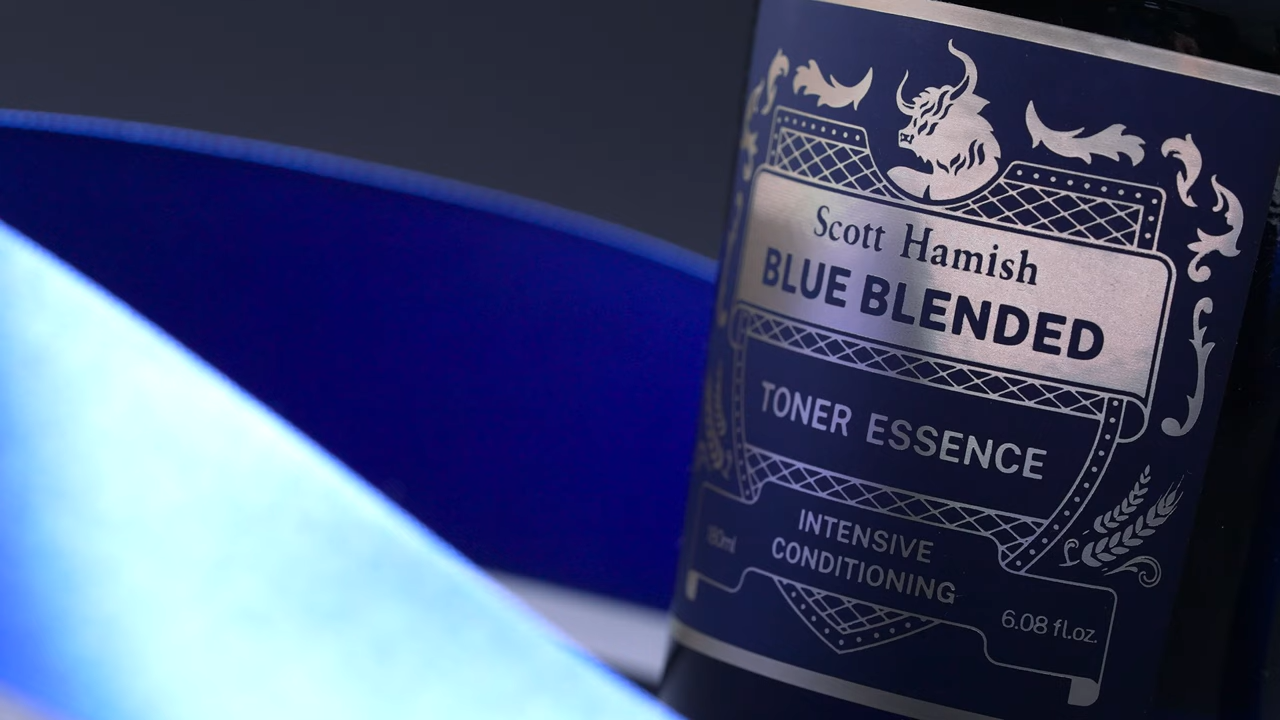 Scott Hamish
BLUE BLENDED
TONER ESSENCE
INTENSIVE
CONDITIONING
180ml
6.08 fl.oz.